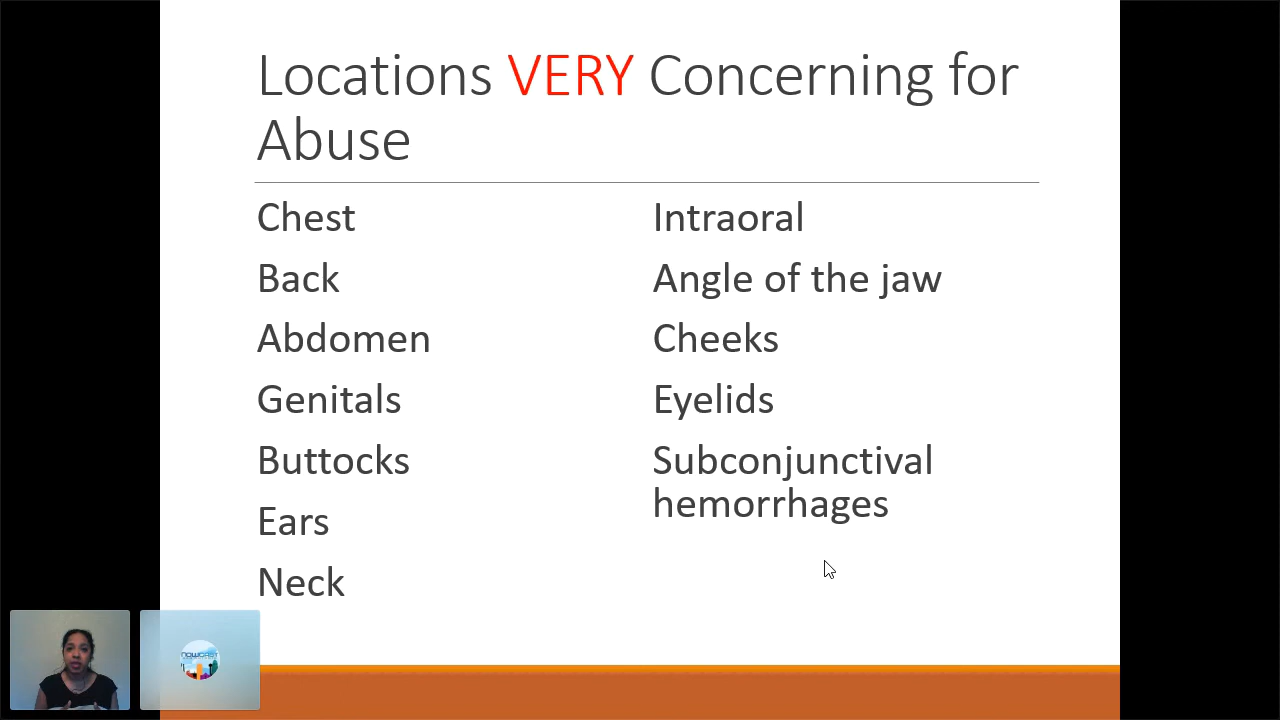 Locations VERY Concerning for
Abuse
Chest
Back
Abdomen
Genitals
Buttocks
Ears
Neck
Intraoral
Angle of the jaw
Cheeks
Eyelids
Subconjunctival
hemorrhages
NOWCAST